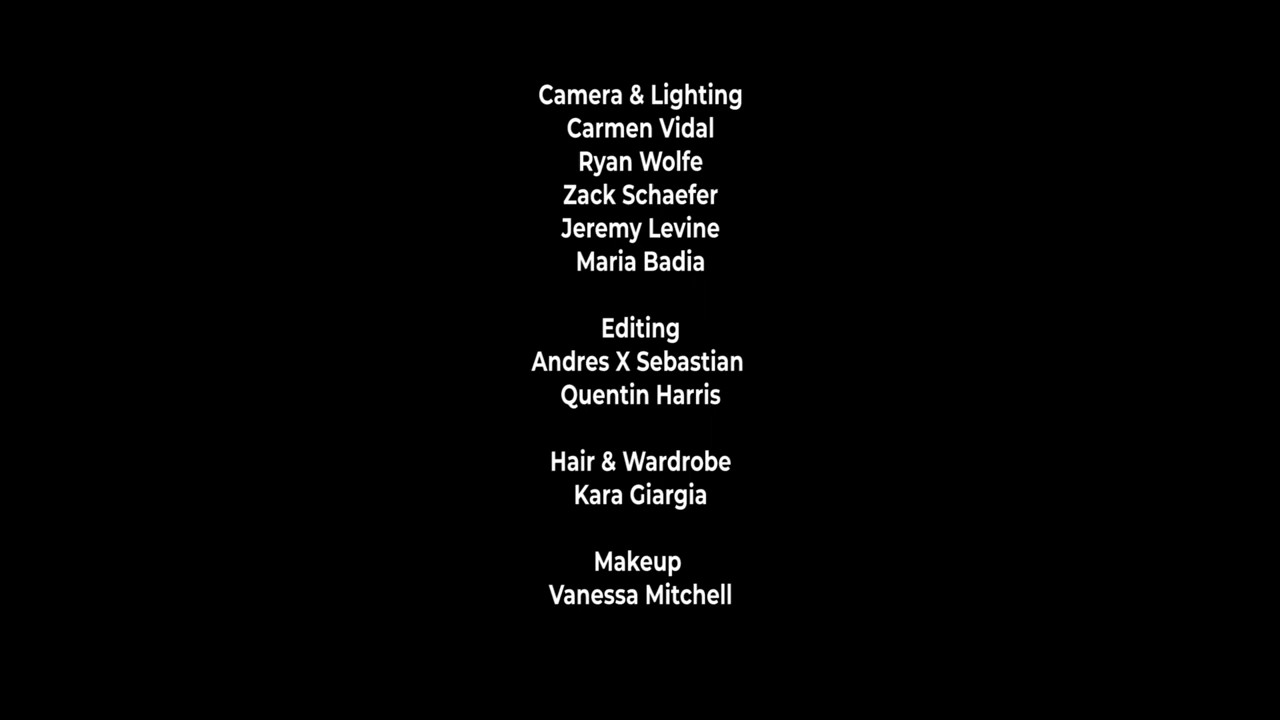 Camera & Lighting
Carmen Vidal
Ryan Wolfe
Zack Schaefer
Jeremy Levine
Maria Badia
Editing
Andres X Sebastian
Quentin Harris
Hair & Wardrobe
Kara Giargia
Makeup
Vanessa Mitchell